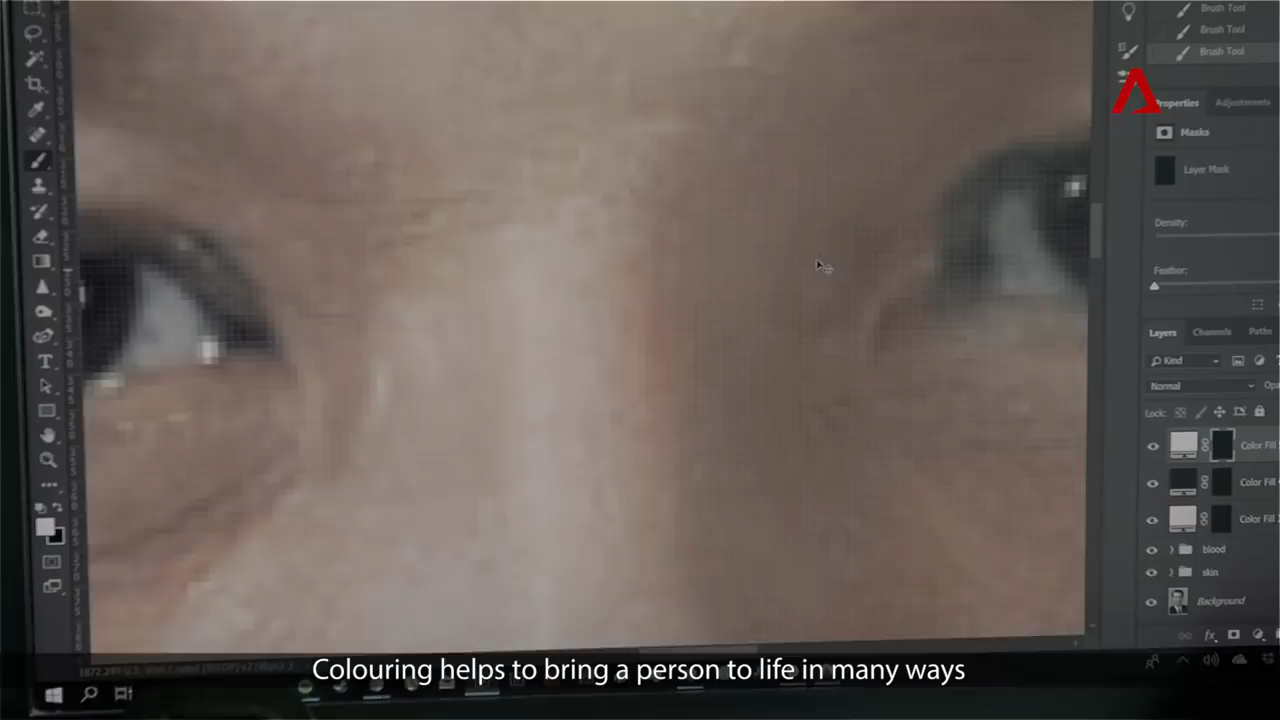 Brush Tool
Brush Tool
Brush Tool
Properties Adjustments
Masks
Layer Mask
Density:
Feather:
Layers Channels Paths
Kind
Normal
Lock:
Color Fill
Color Fill
Color Fill
blood
skin
Background
fx
T
Colouring helps to bring a person to life in many ways